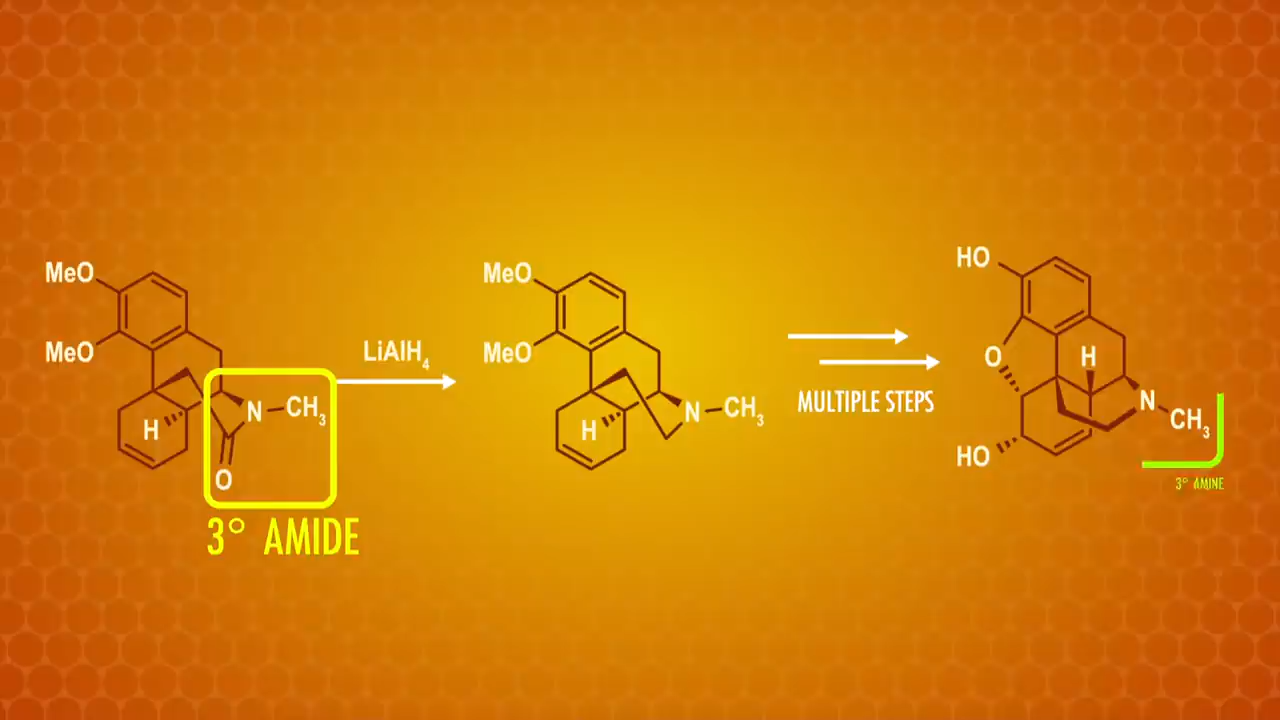 MeO
MeO
H
N
CH3
O
3° AMIDE
LiAlH4
MeO
MeO
H
N
CH3
MULTIPLE STEPS
HO
O
H
N
CH3
HO
3° AMINE